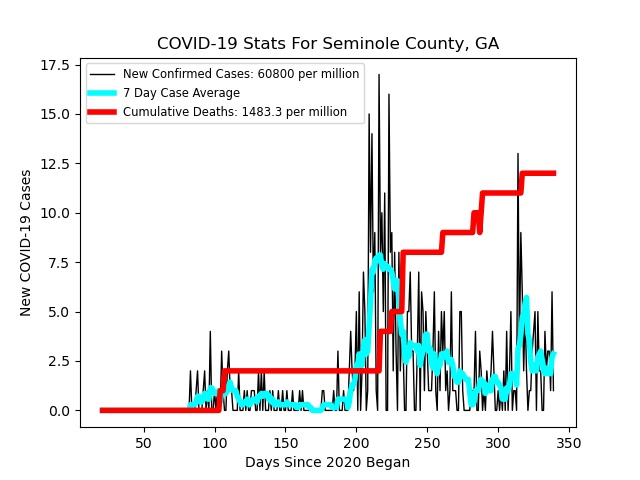 COVID-19 Stats For Seminole County, GA
New Confirmed Cases: 60800 per million
7 Day Case Average
Cumulative Deaths: 1483.3 per million
New COVID-19 Cases
17.5
15.0
12.5
10.0
7.5
5.0
2.5
0.0
50 100 150 200 250 300 350
Days Since 2020 Began